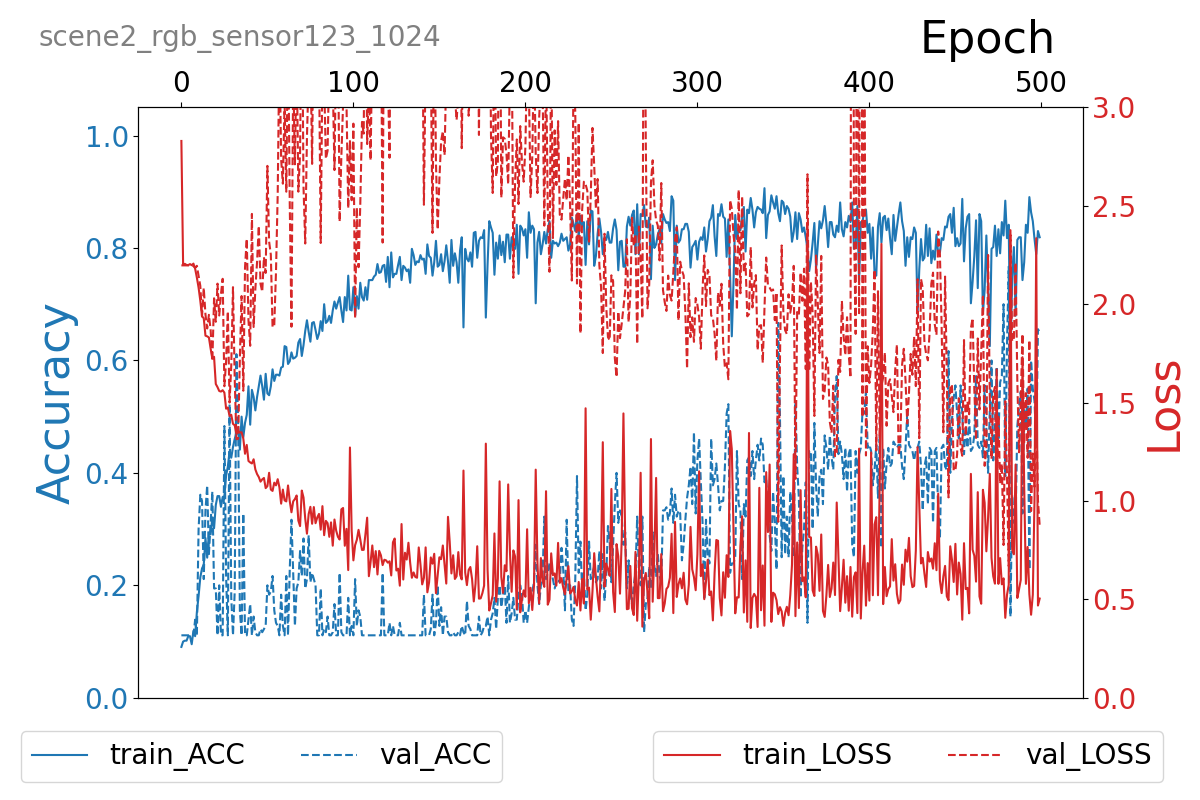 scene2_rgb_sensor123_1024
Epoch
0 100 200 300 400 500
1.0
0.8
0.6
0.4
0.2
0.0
Accuracy
3.0
2.5
2.0
1.5
1.0
0.5
0.0
Loss
train_ACC val_ACC
train_LOSS val_LOSS